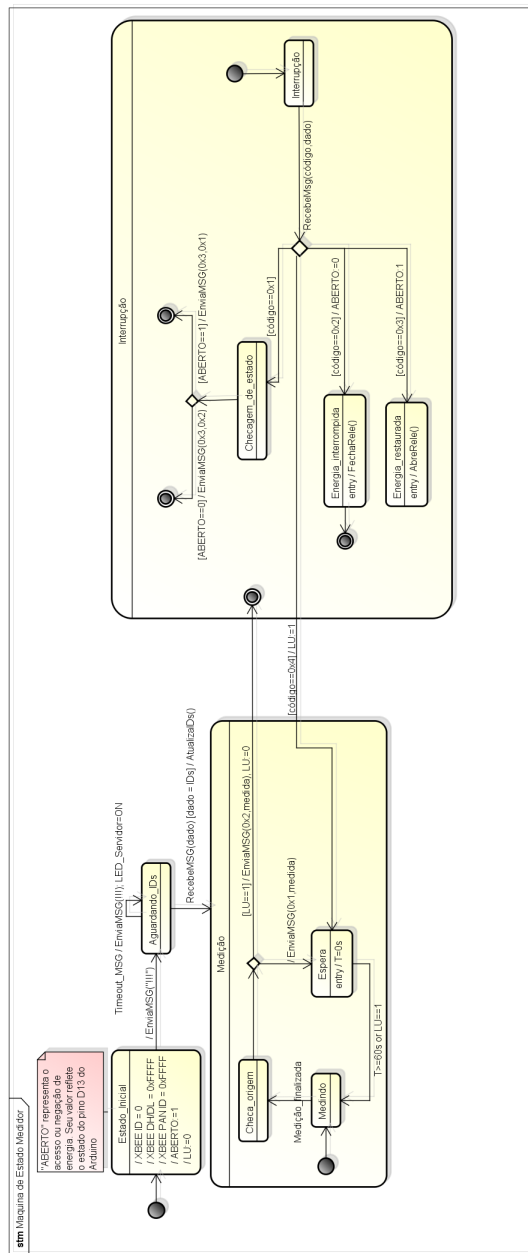 stm Maquina de Estado Medidor
"ABERTO" representa o
acesso ou negação de
energia. Seu valor reflete
o estado do pino D13 do
Arduino
Estado_Inicial
/ XBEE ID = 0
/ XBEE DHIDL = 0xFFFF
/ XBEE PAN ID = 0xFFFF
/ ABERTO:=1
/ LU:=0
/ EnviaMSG("!!!")
Timeout_MSG / EnviaMSG(!!!); LED_Servidor=ON
Aguardando_IDs
RecebeMSG(dado) [dado = IDs] / AtualizaIDs()
Medição
Checa_origem
Medição_finalizada
Medindo
[LU==1] / EnviaMSG(0x2,medida), LU:=0
/ EnviaMSG(0x1,medida)
Espera
entry / T=0s
T>=60s or LU==1
[código==0x4] / LU:=1
Interrupção
Interrupção
RecebeMsg(código,dado)
[código==0x1]
Checagem_de_estado
[ABERTO==0] / EnviaMSG(0x3,0x2)
[ABERTO==1] / EnviaMSG(0x3,0x1)
[código==0x2] / ABERTO:=0
Energia_interrompida
entry / FechaRele()
[código==0x3] / ABERTO:1
Energia_restaurada
entry / AbreRele()